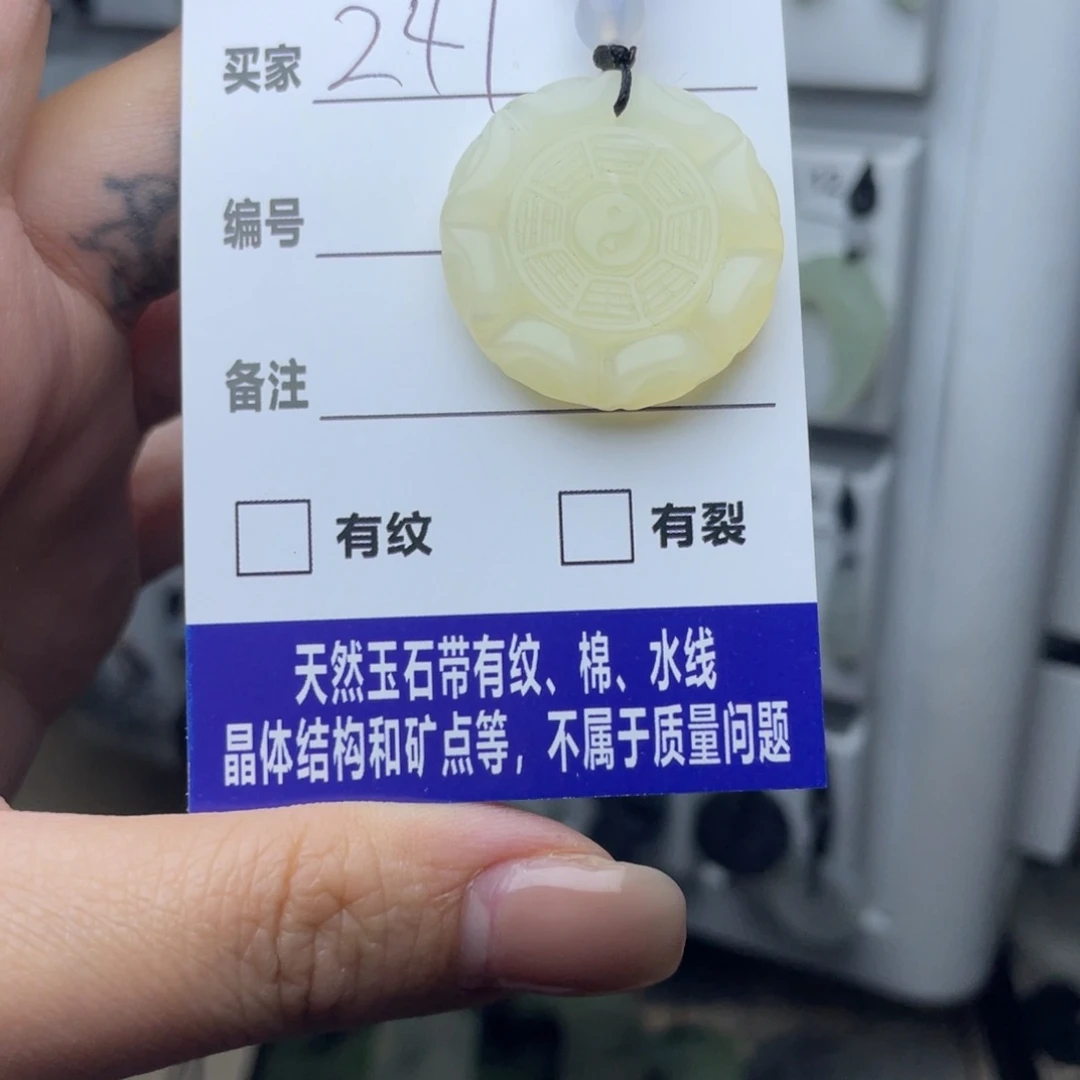 买家 241
编号
备注
有纹 有裂
天然玉石带有纹、棉、水线
晶体结构和矿点等，不属于质量问题